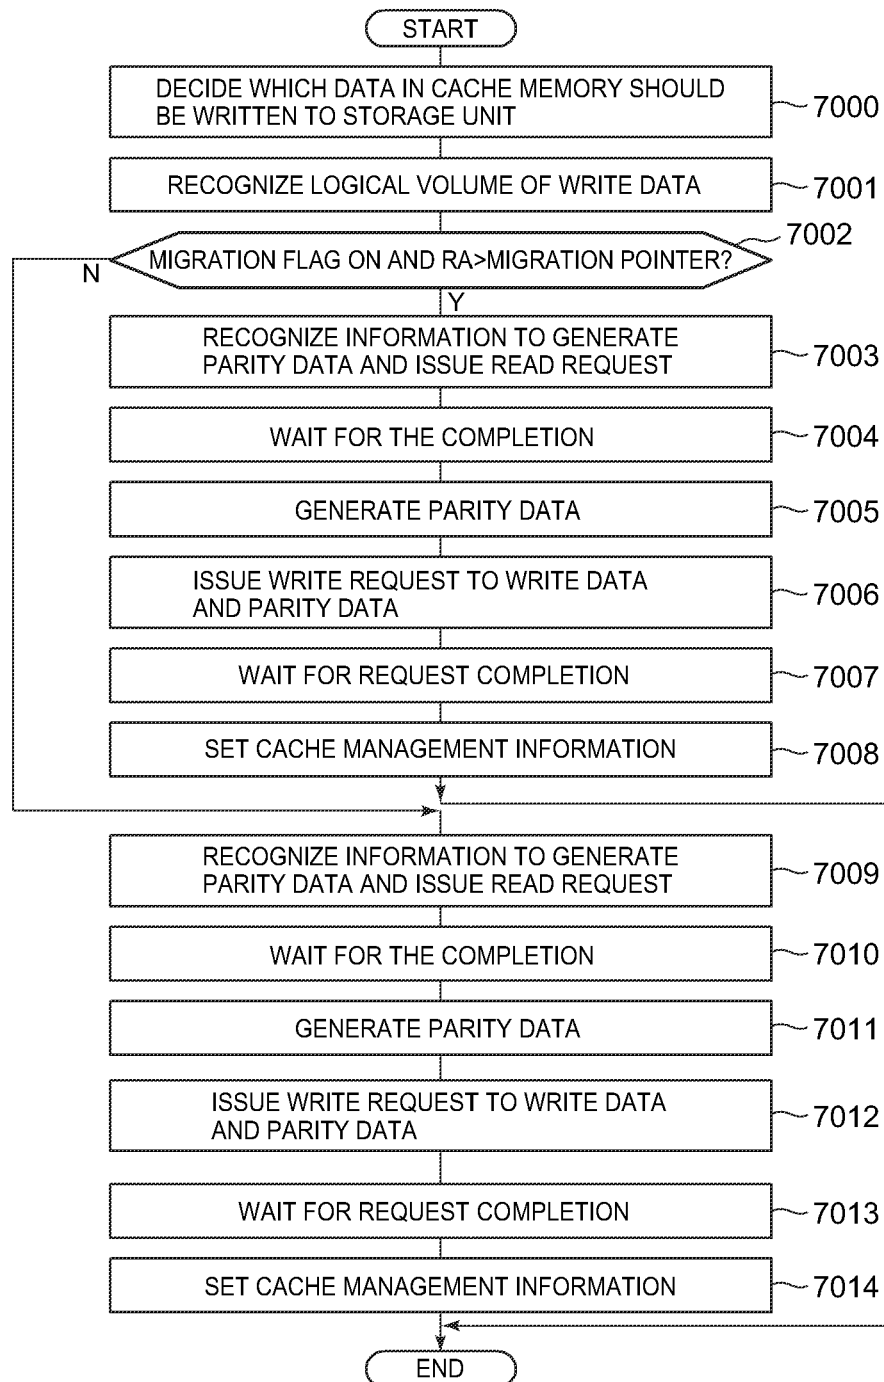 START
DECIDE WHICH DATA IN CACHE MEMORY SHOULD
BE WRITTEN TO STORAGE UNIT
7000
RECOGNIZE LOGICAL VOLUME OF WRITE DATA
7001
7002
MIGRATION FLAG ON AND RA>MIGRATION POINTER?
N
Y
RECOGNIZE INFORMATION TO GENERATE
PARITY DATA AND ISSUE READ REQUEST
7003
WAIT FOR THE COMPLETION
7004
GENERATE PARITY DATA
7005
ISSUE WRITE REQUEST TO WRITE DATA
AND PARITY DATA
7006
WAIT FOR REQUEST COMPLETION
7007
SET CACHE MANAGEMENT INFORMATION
7008
RECOGNIZE INFORMATION TO GENERATE
PARITY DATA AND ISSUE READ REQUEST
7009
WAIT FOR THE COMPLETION
7010
GENERATE PARITY DATA
7011
ISSUE WRITE REQUEST TO WRITE DATA
AND PARITY DATA
7012
WAIT FOR REQUEST COMPLETION
7013
SET CACHE MANAGEMENT INFORMATION
7014
END